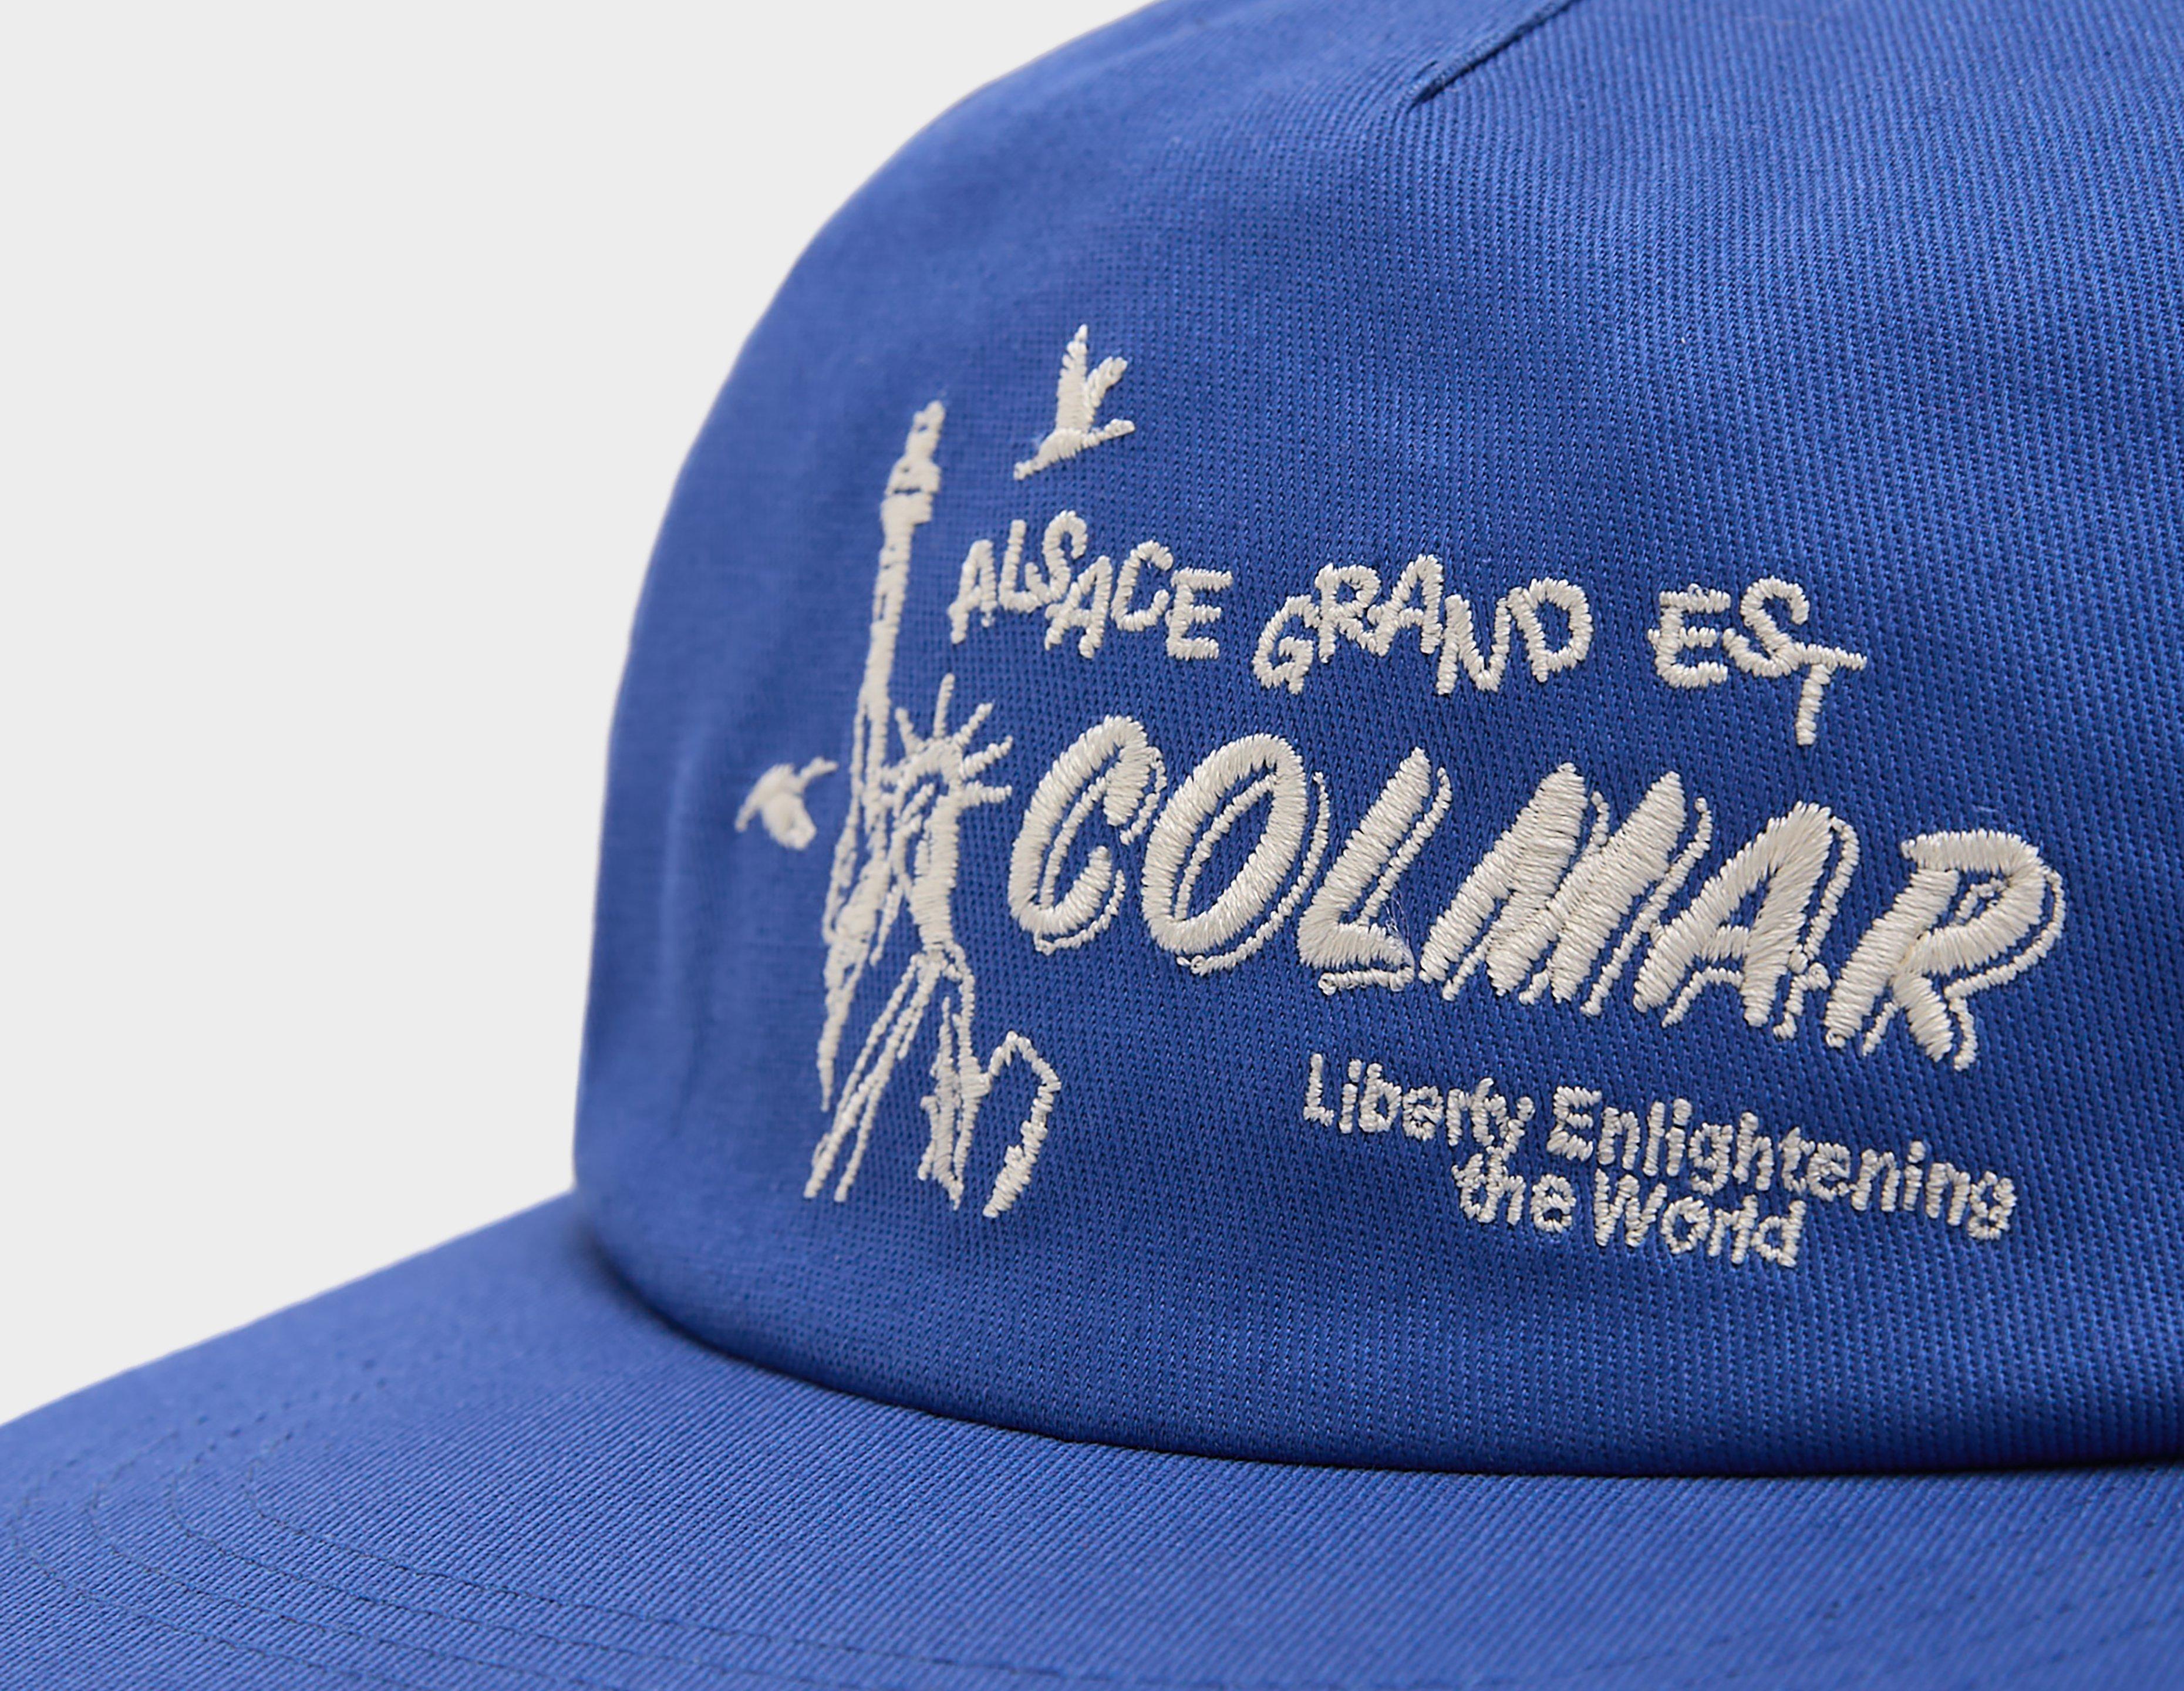 ALSACE GRAND EST
COLMAR
Liberty Enlightening
the World